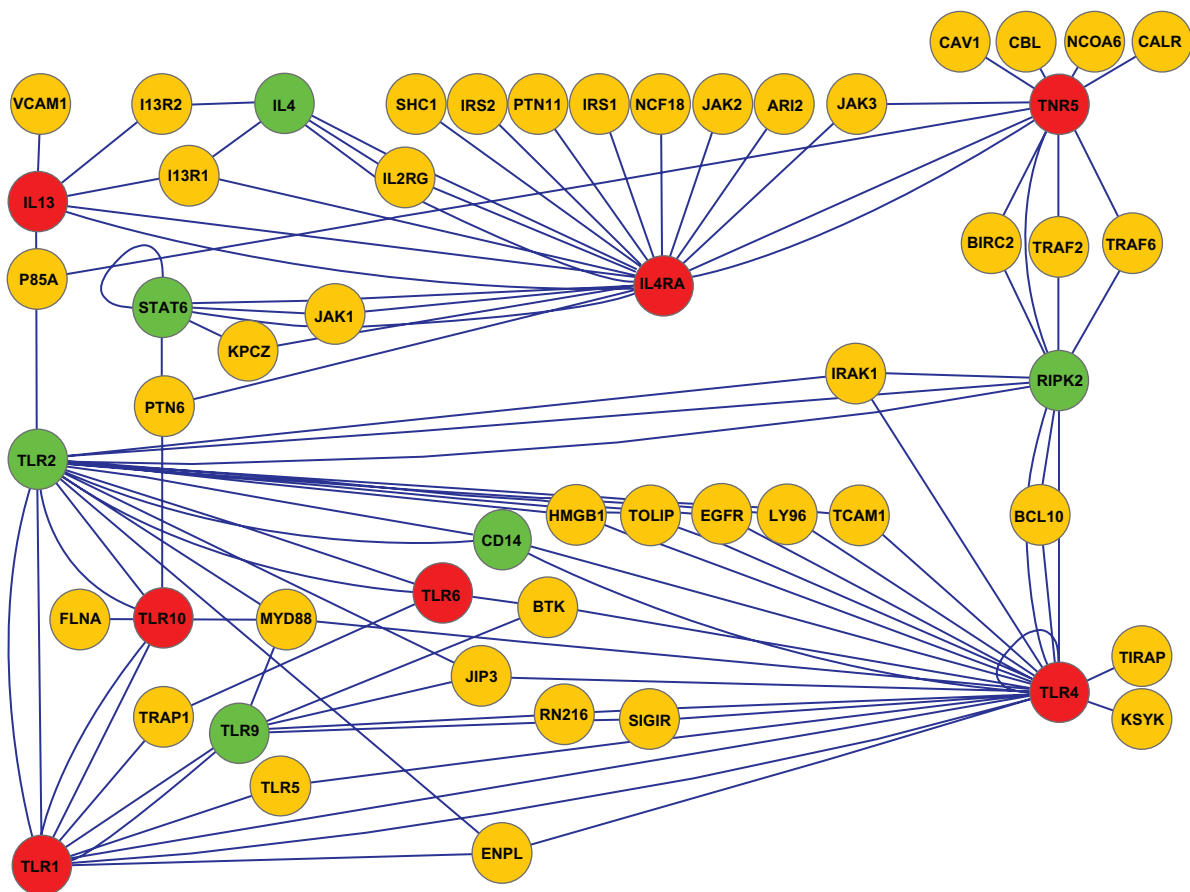 CAV1
CBL
NCOA6
CALR
VCAM1
I13R2
IL4
SHC1
IRS2
PTN11
IRS1
NCF18
JAK2
ARI2
JAK3
TNR5
I13R1
IL2RG
IL13
BIRC2
TRAF2
TRAF6
P85A
STAT6
JAK1
IL4RA
KPCZ
IRAK1
RIPK2
PTN6
TLR2
HMGB1
TOLIP
EGFR
LY96
TCAM1
BCL10
CD14
TLR6
BTK
FLNA
TLR10
MYD88
TIRAP
JIP3
TLR4
TRAP1
TLR9
RN216
SIGIR
KSYK
TLR5
TLR1
ENPL